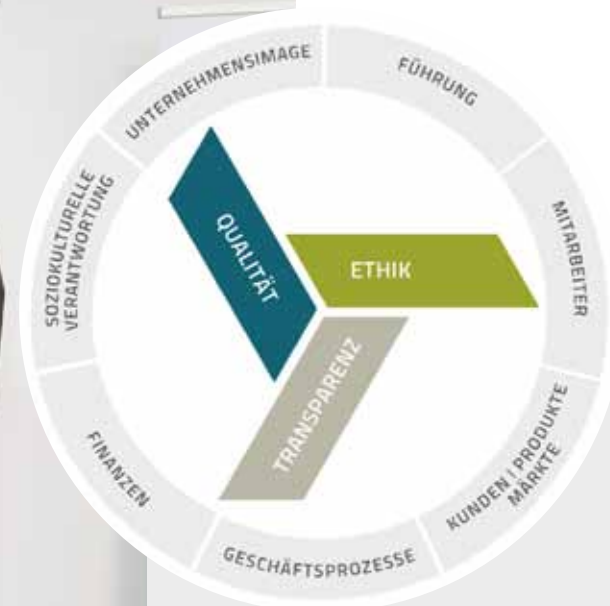 UNTERNEHMENSIMAGE
FÜHRUNG
MITARBEITER
KUNDEN | PRODUKTE
MÄRKTE
GESCHÄFTSPROZESSE
FINANZEN
SOZIOKULTURELLE
VERANTWORTUNG
QUALITÄT
ETHIK
TRANSPARENZ